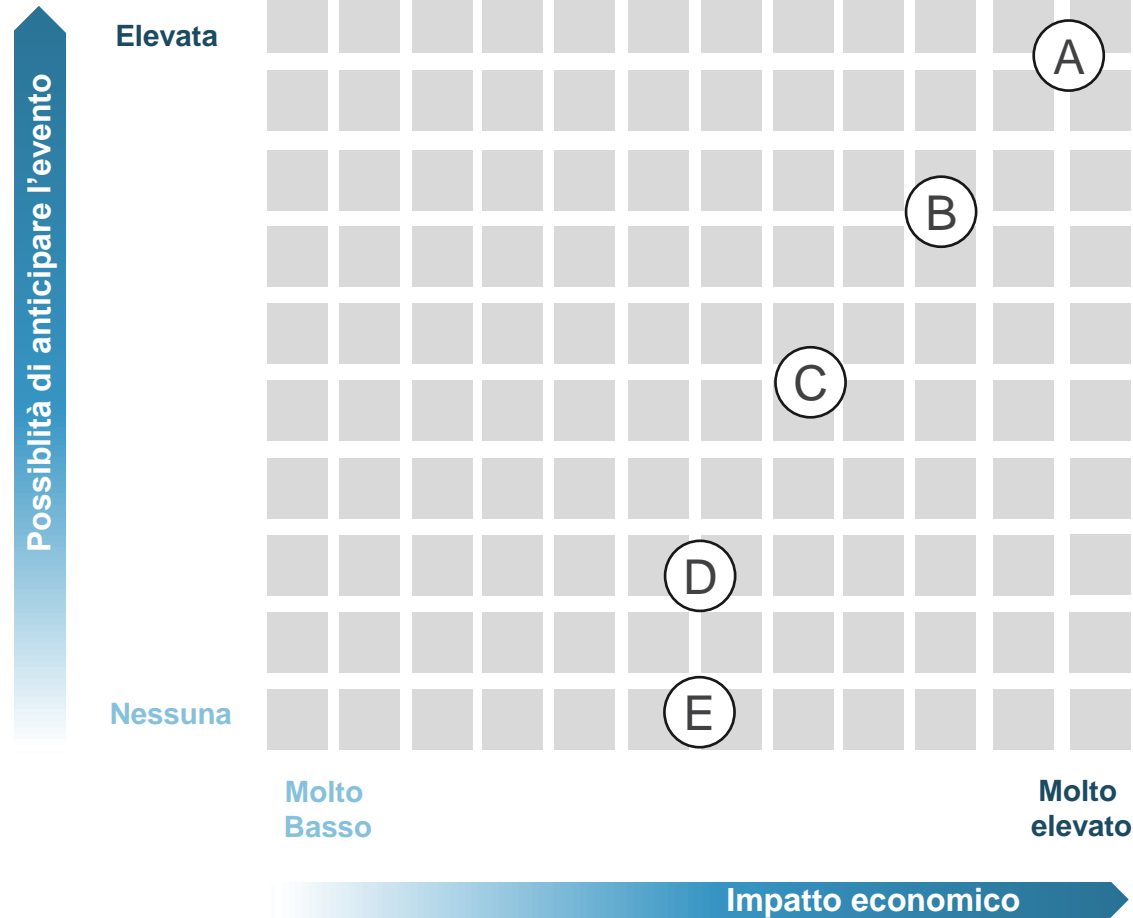 Possiblità di anticipare l'evento
Elevata
A
B
C
D
E
Nessuna
Molto
Basso
Molto
elevato
Impatto economico